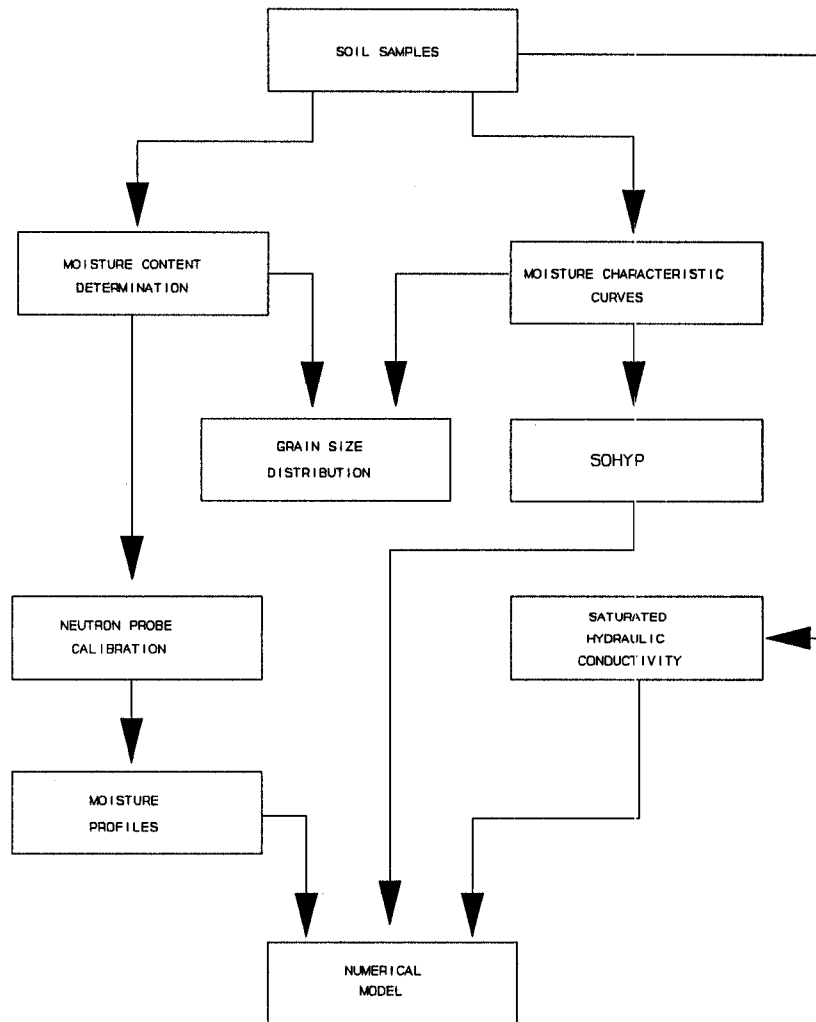 SOIL SAMPLES
MOISTURE CONTENT
DETERMINATION
MOISTURE CHARACTERISTIC
CURVES
GRAIN SIZE
DISTRIBUTION
SOHYP
NEUTRON PROBE
CALIBRATION
SATURATED
HYDRAULIC
CONDUCTIVITY
MOISTURE
PROFILES
NUMERICAL
MODEL